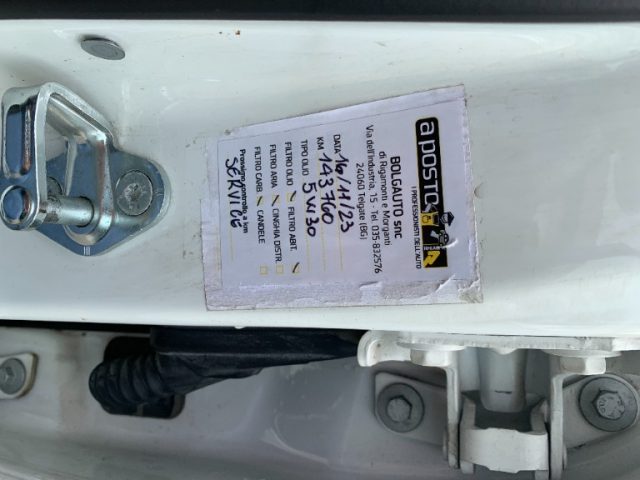 a posto
I PROFESSIONISTI DELL'AUTO
BOLGAUTO snc
di Rigamonti e Morganti
Via dell'Industria, 15 - Tel. 035 832576
24060 Telgate (BG)
DATA 16/11/23
KM 143760
TIPO OLIO 5W30
FILTRO OLIO FILTRO ABIT.
FILTRO ARIA CINGHIA DISTR.
FILTRO CARB. CANDELE
Prossimo controllo a km
SERVICE